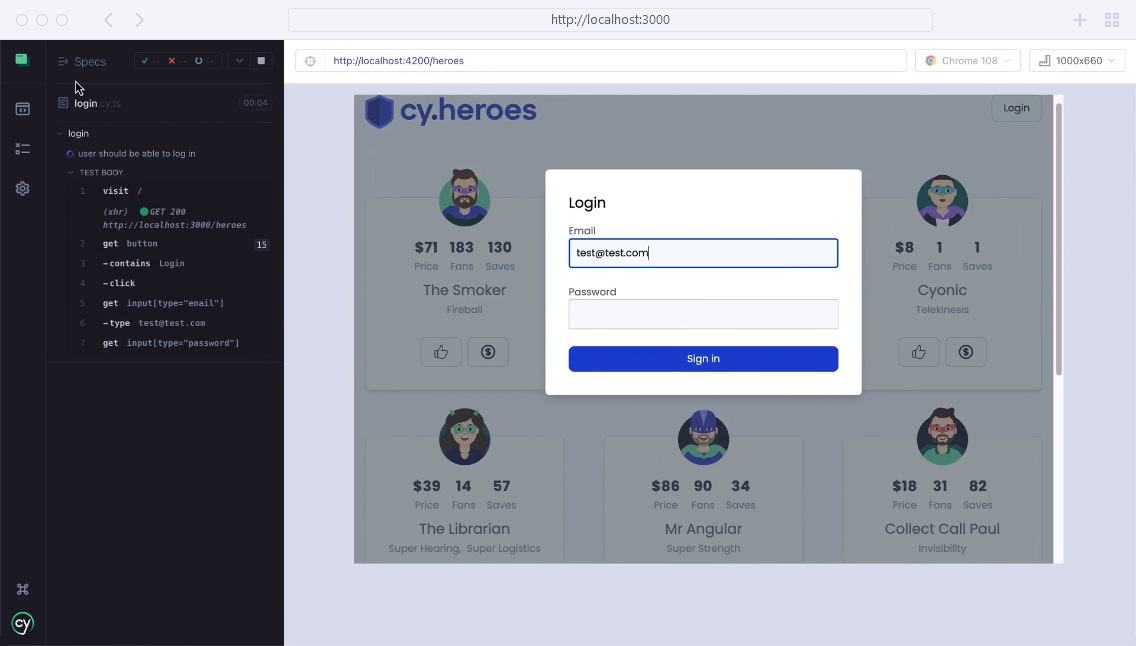 http://localhost:3000
Specs
-- -- --
http://localhost:4200/heroes
Chrome 108
1000x660
login.cy.ts 00:04
login
user should be able to log in
TEST BODY
1 visit /
(xhr) GET 200
http://localhost:3000/heroes
2 get button 15
3 -contains Login
4 -click
5 get input[type="email"]
6 -type test@test.com
7 get input[type="password"]
cy
cy.heroes
Login
Login
Email
test@test.com
Password
Sign in
$71 183 130
Price Fans Saves
The Smoker
Fireball
$8 1 1
Price Fans Saves
Cyonic
Telekinesis
$39 14 57
Price Fans Saves
The Librarian
Super Hearing, Super Logistics
$86 90 34
Price Fans Saves
Mr Angular
Super Strength
$18 31 82
Price Fans Saves
Collect Call Paul
Invisibility